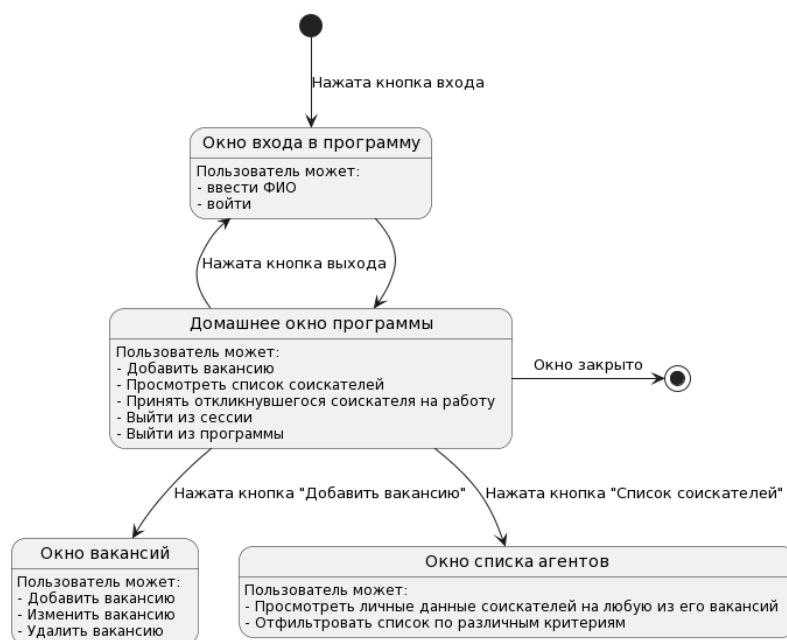 Нажата кнопка входа
Окно входа в программу
Пользователь может:
- ввести ФИО
- войти
Нажата кнопка выхода
Домашнее окно программы
Пользователь может:
- Добавить вакансию
- Просмотреть список соискателей
- Принять откликнувшегося соискателя на работу
- Выйти из сессии
- Выйти из программы
Окно закрыто
Нажата кнопка "Добавить вакансию"
Нажата кнопка "Список соискателей"
Окно вакансий
Пользователь может:
- Добавить вакансию
- Изменить вакансию
- Удалить вакансию
Окно списка агентов
Пользователь может:
- Просмотреть личные данные соискателей на любую из его вакансий
- Отфильтровать список по различным критериям